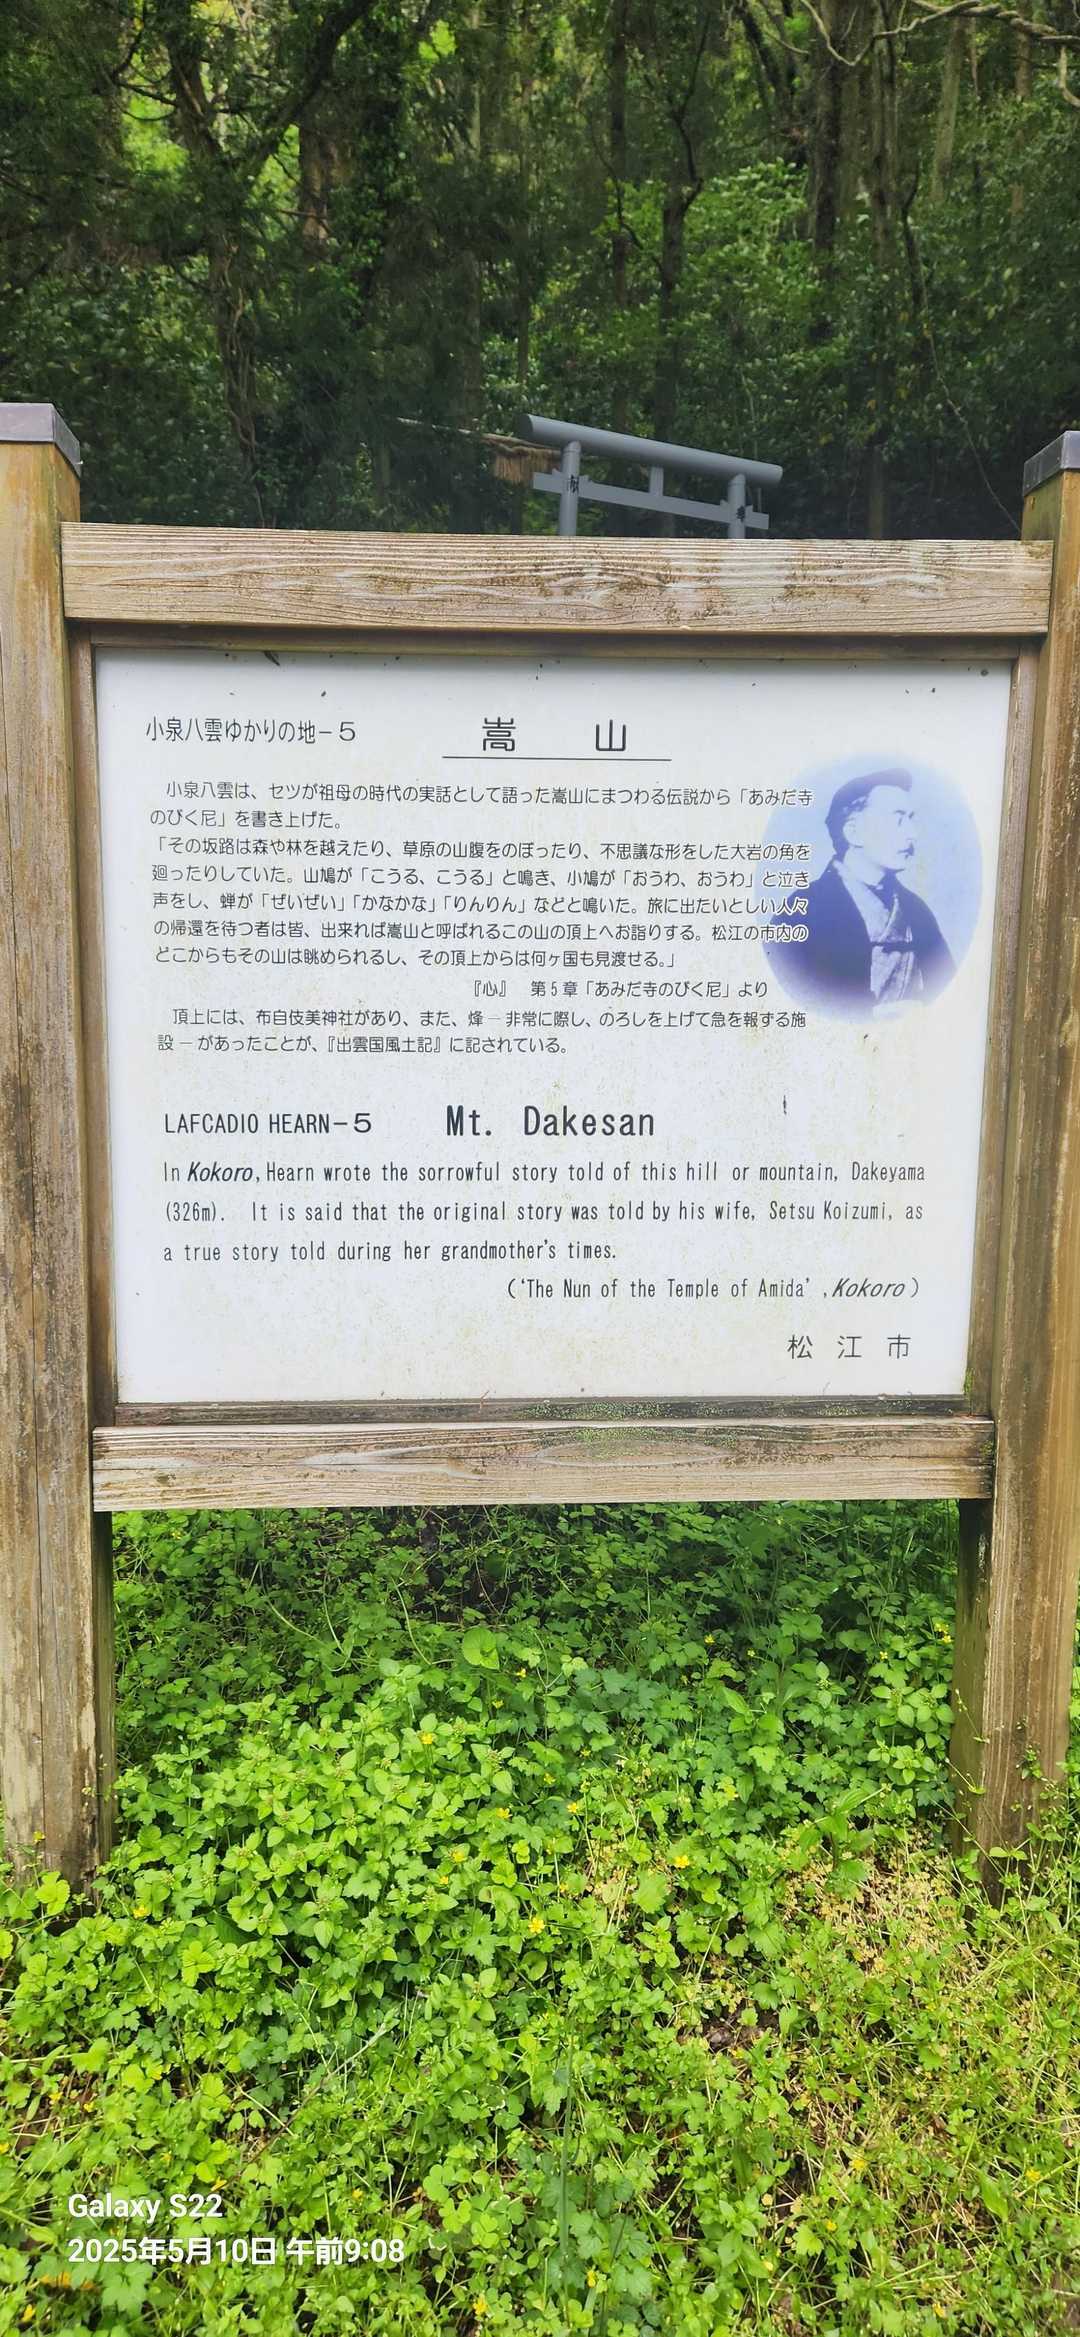 小泉八雲ゆかりの地－５
嵩山
小泉八雲は、セツが祖母の時代の実話として語った嵩山にまつわる伝説から「あみだ寺
のびく尼」を書き上げた。
「その坂路は森や林を越えたり、草原の山腹をのぼったり、不思議な形をした大岩の角を
廻ったりしていた。山鳩が「こうる、こうる」と鳴き、小鳩が「おうわ、おうわ」と泣き
声をし、蝉が「ぜいぜい」「かなかな」「りんりん」などと鳴いた。旅に出たいとしい人々
の帰還を待つ者は皆、出来れば嵩山と呼ばれるこの山の頂上へお詣りする。松江の市内の
どこからもその山は眺められるし、その頂上からは何ヶ国も見渡せる。」
『心』　第５章「あみだ寺のびく尼」より
頂上には、布自伎美神社があり、また、烽－非常に際し、のろしを上げて急を報ずる施
設－があったことが、『出雲国風土記』に記されている。
LAFCADIO HEARN－5
Mt. Dakesan
In Kokoro, Hearn wrote the sorrowful story told of this hill or mountain, Dakeyama
(326m). It is said that the original story was told by his wife, Setsu Koizumi, as
a true story told during her grandmother's times.
(‘The Nun of the Temple of Amida’, Kokoro)
松江市
Galaxy S22
2025年5月10日 午前9:08